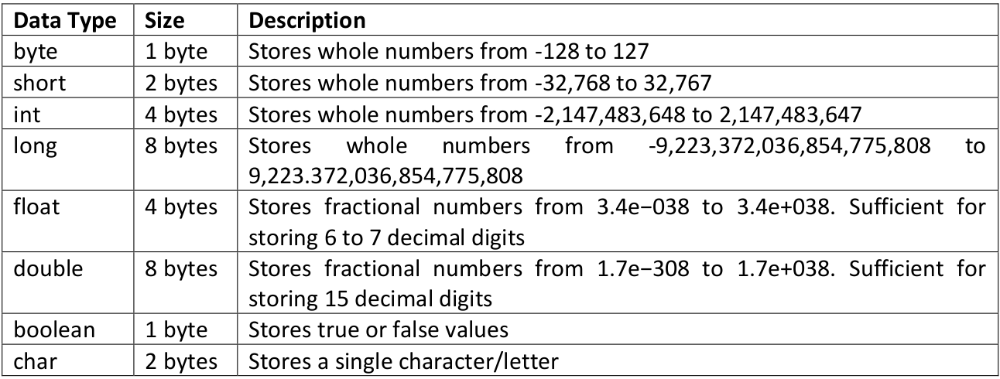 Data Type Size Description
byte 1 byte Stores whole numbers from -128 to 127
short 2 bytes Stores whole numbers from -32,768 to 32,767
int 4 bytes Stores whole numbers from -2,147,483,648 to 2,147,483,647
long 8 bytes Stores whole numbers from -9,223,372,036,854,775,808 to
9,223.372,036,854,775,808
float 4 bytes Stores fractional numbers from 3.4e−038 to 3.4e+038. Sufficient for
storing 6 to 7 decimal digits
double 8 bytes Stores fractional numbers from 1.7e−308 to 1.7e+038. Sufficient for
storing 15 decimal digits
boolean 1 byte Stores true or false values
char 2 bytes Stores a single character/letter